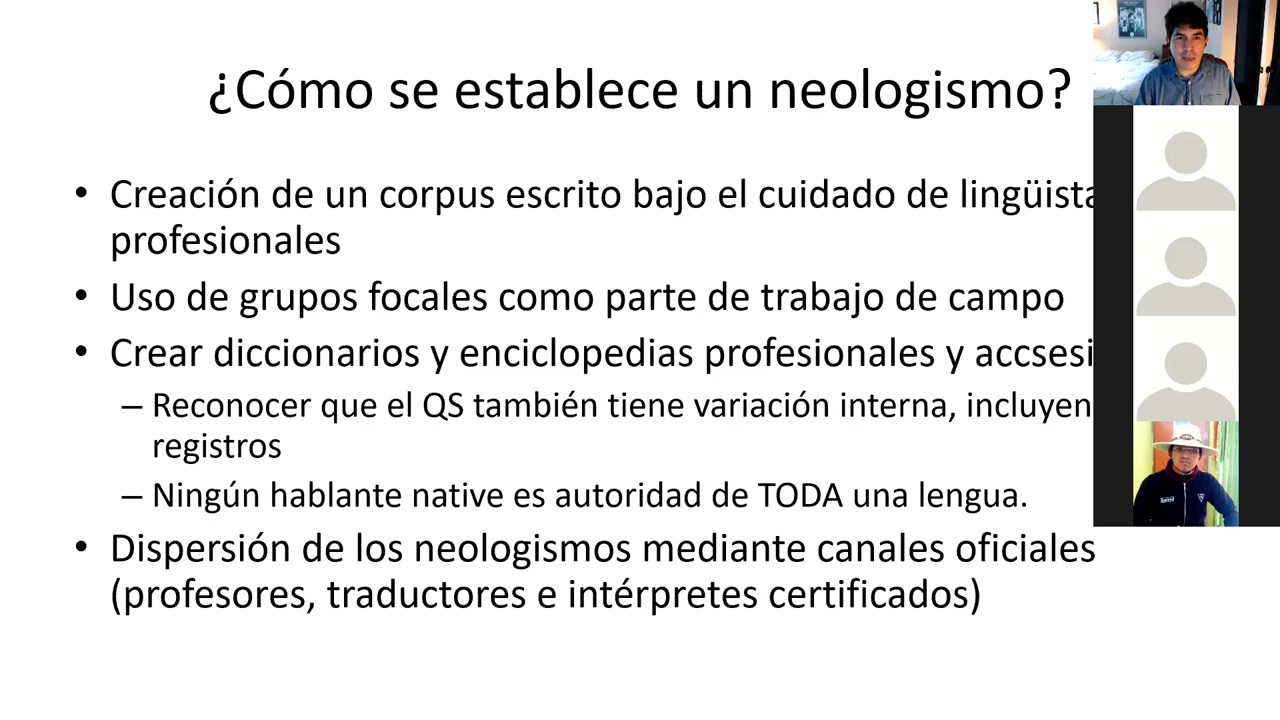 ¿Cómo se establece un neologismo?
• Creación de un corpus escrito bajo el cuidado de
profesionales
• Uso de grupos focales como parte de trabajo de campo
• Crear diccionarios y enciclopedias profesionales y
– Reconocer que el QS también tiene variación interna,
registros
– Ningún hablante native es autoridad de TODA una lengua.
• Dispersión de los neologismos mediante canales oficiales
(profesores, traductores e intérpretes certificados)